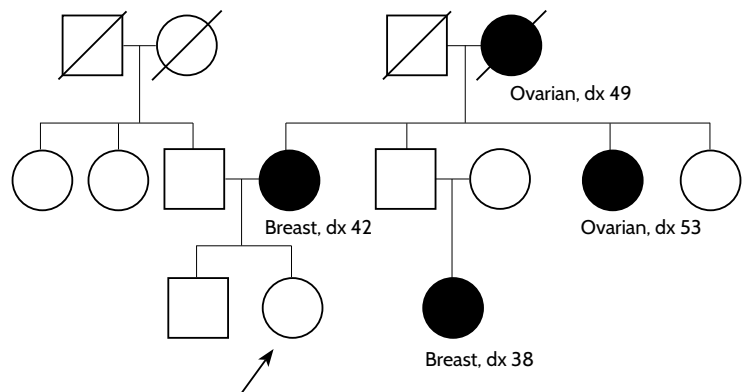 Ovarian, dx 49
Breast, dx 42
Ovarian, dx 53
Breast, dx 38